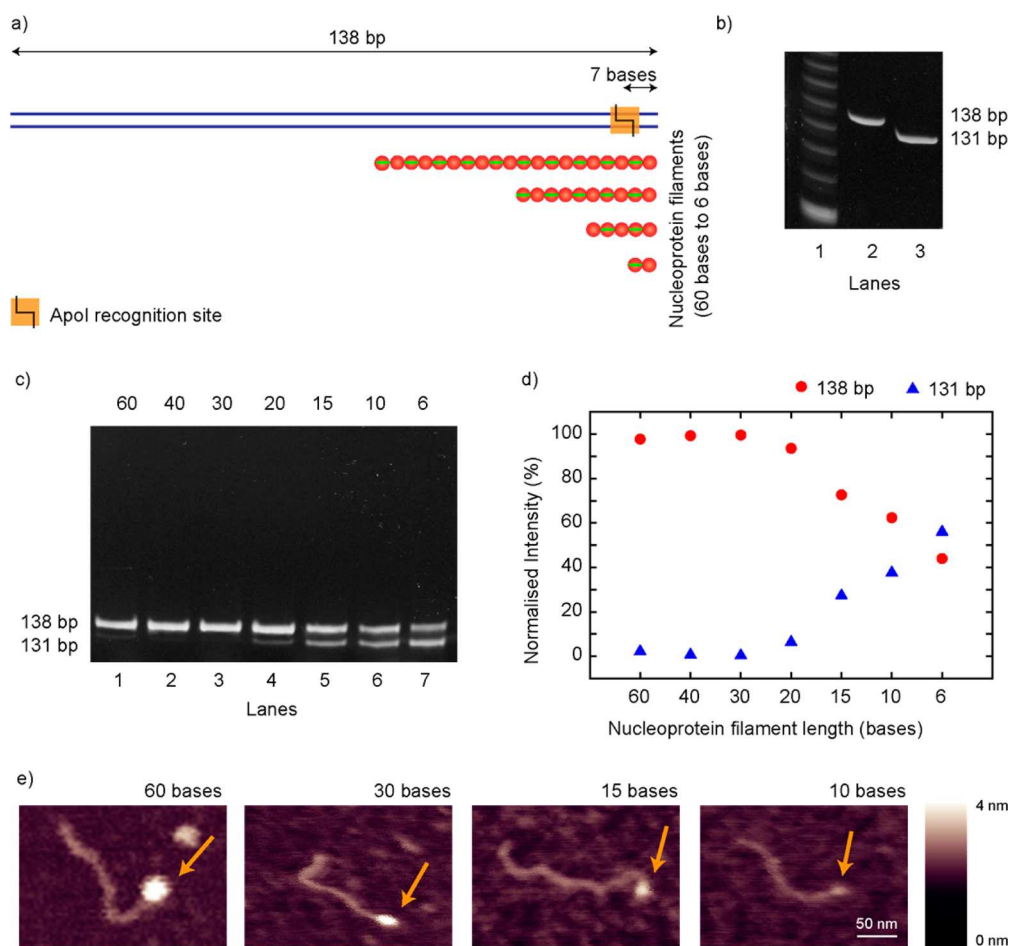 a)
138 bp
7 bases
Nucleoprotein filaments
(60 bases to 6 bases)
ApoI recognition site
b)
138 bp
131 bp
1 2 3
Lanes
c)
60 40 30 20 15 10 6
138 bp
131 bp
1 2 3 4 5 6 7
Lanes
d)
138 bp 131 bp
Normalised Intensity (%)
100
80
60
40
20
0
60 40 30 20 15 10 6
Nucleoprotein filament length (bases)
e)
60 bases 30 bases 15 bases 10 bases
4 nm
50 nm
0 nm